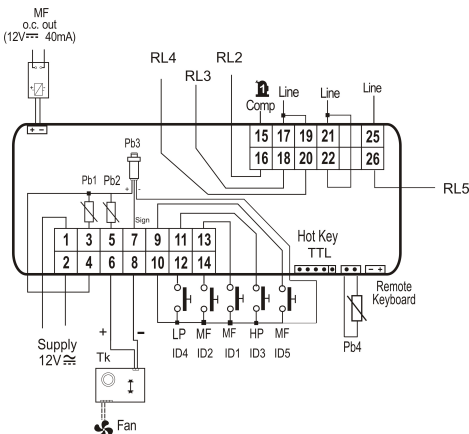 MF
o.c. out
(12V⎓ 40mA)
+ -
RL4
RL3
RL2
1
Comp
Line
Line
Line
15 17 19 21 25
16 18 20 22 26
RL5
Pb3
+ -
Pb1 Pb2
Sign
1 3 5 7 9 11 13
2 4 6 8 10 12 14
Hot Key
TTL
- +
Remote
Keyboard
Pb4
LP MF MF HP MF
ID4 ID2 ID1 ID3 ID5
Supply
12V
+ -
Tk
Fan